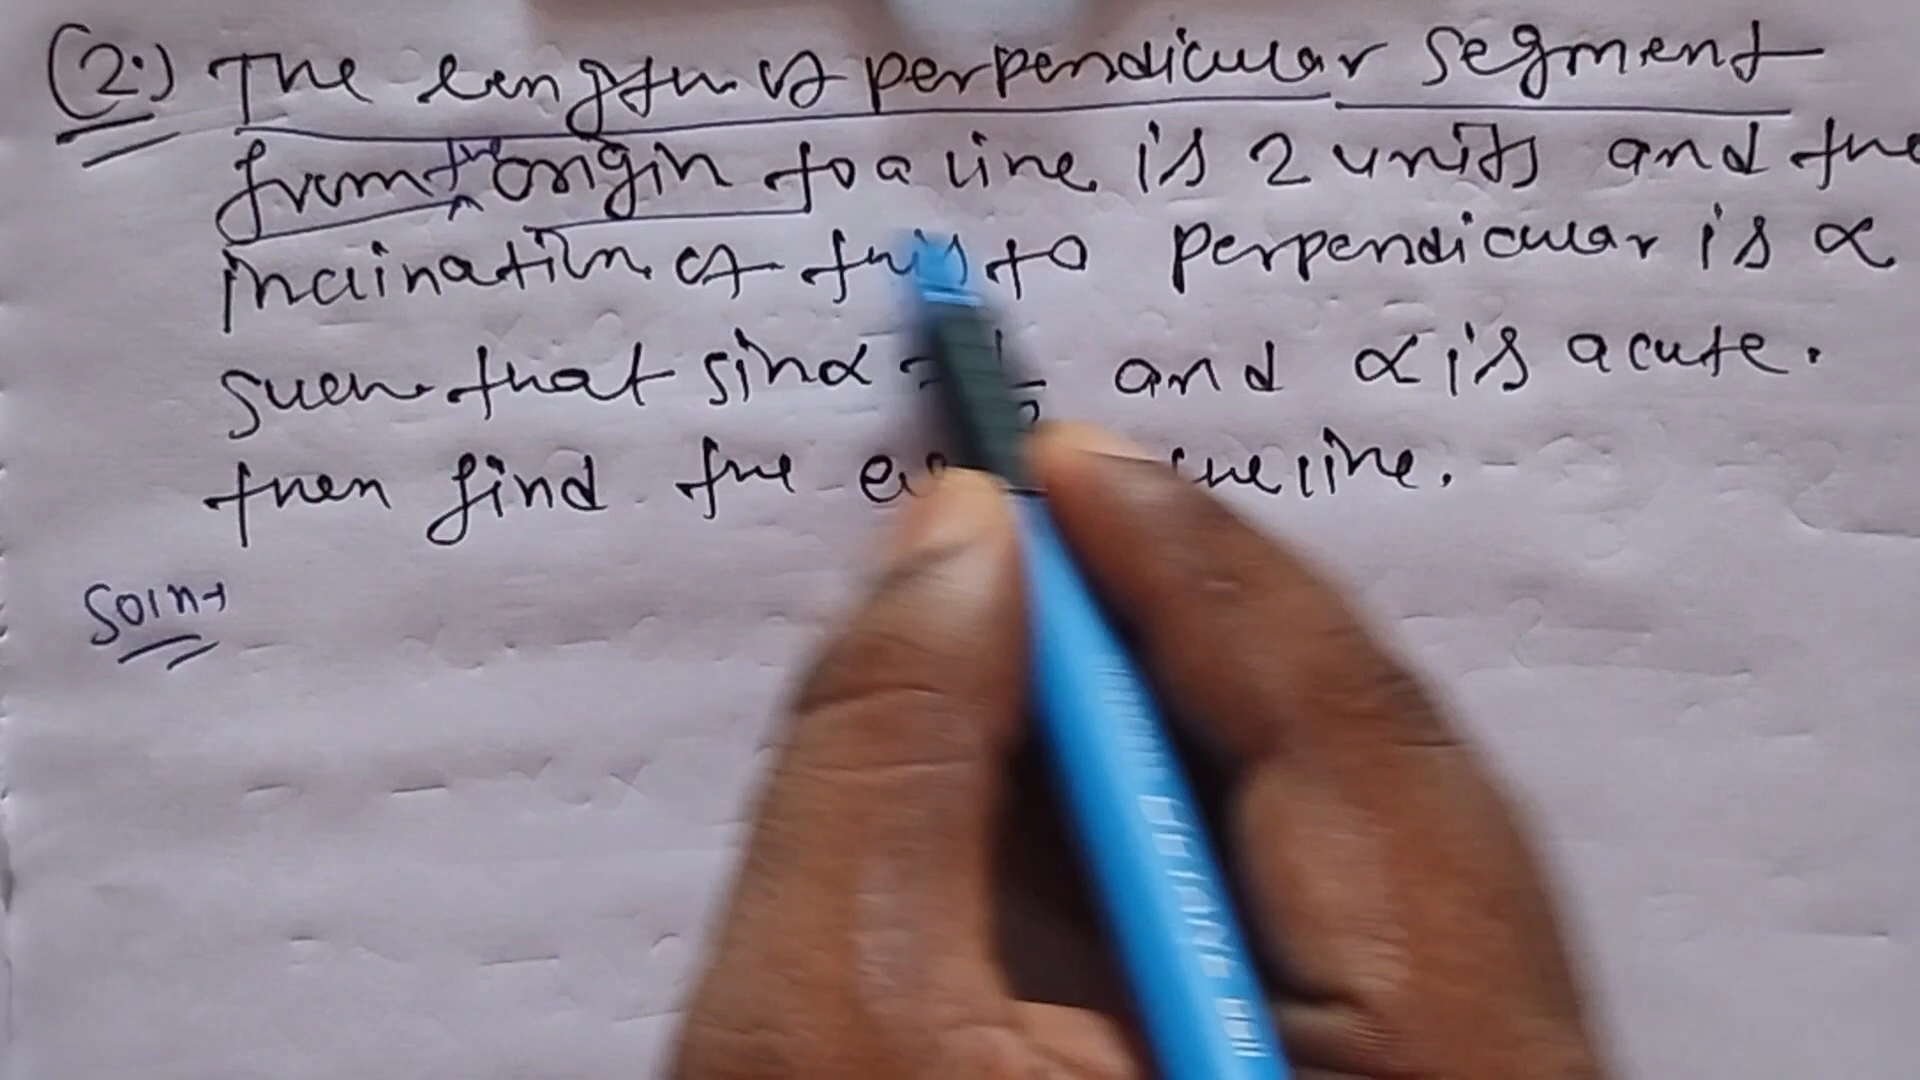 (2.) The length of perpendicular segment
from the origin to a line is 2 units and the
inclination of this to perpendicular is α
such that sinα = 1/ and α is acute.
then find the line.
Soln→